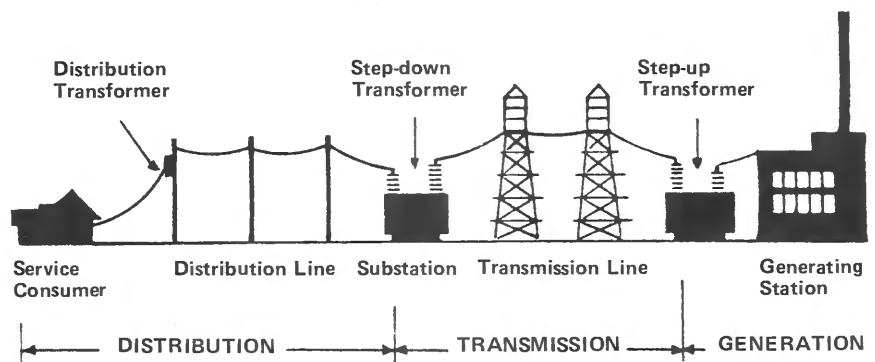 Distribution
Transformer
Step-down
Transformer
Step-up
Transformer
Service
Consumer
Distribution Line
Substation
Transmission Line
Generating
Station
DISTRIBUTION
TRANSMISSION
GENERATION